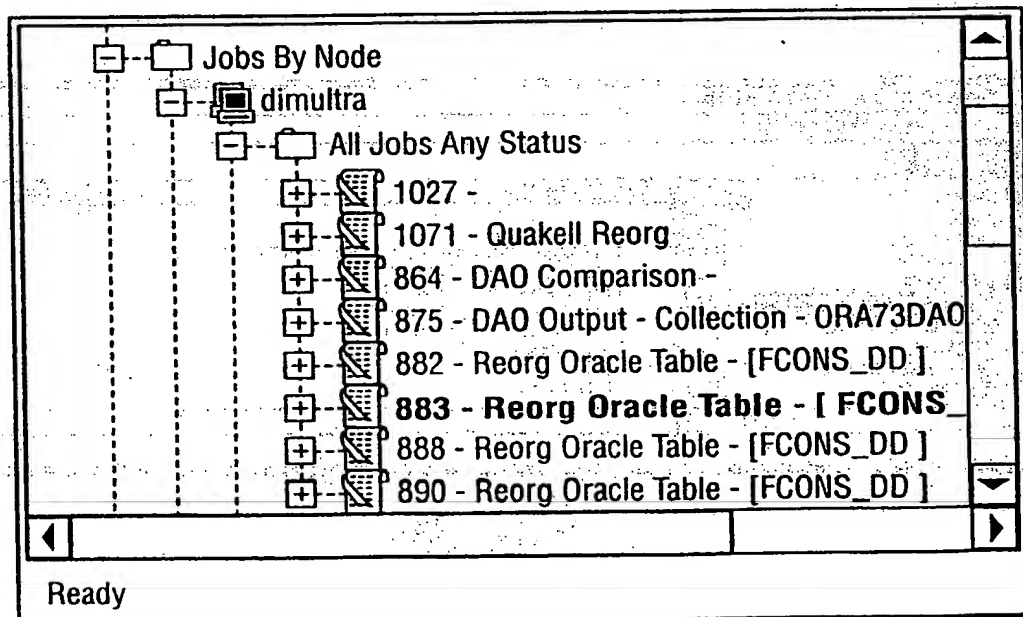 Jobs By Node
dimultra
All Jobs Any Status
1027 -
1071 - Quakell Reorg
864 - DAO Comparison -
875 - DAO Output - Collection - ORA73DAO
882 - Reorg Oracle Table - [FCONS_DD ]
883 - Reorg Oracle Table - [ FCONS_
888 - Reorg Oracle Table - [FCONS_DD ]
890 - Reorg Oracle Table - [FCONS_DD ]
Ready